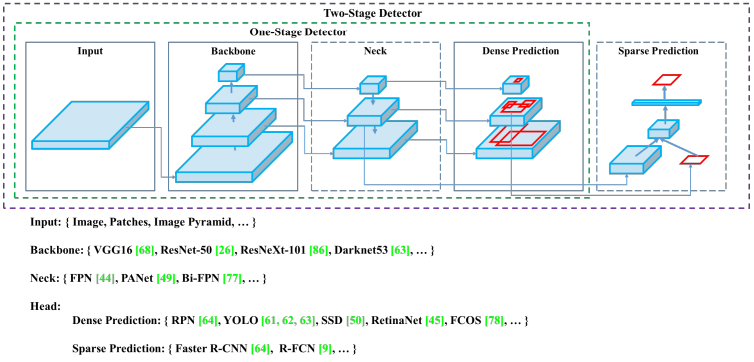 Two-Stage Detector
One-Stage Detector
Input
Backbone
Neck
Dense Prediction
Sparse Prediction
Input: { Image, Patches, Image Pyramid, … }
Backbone: { VGG16 [68], ResNet-50 [26], ResNeXt-101 [86], Darknet53 [63], … }
Neck: { FPN [44], PANet [49], Bi-FPN [77], … }
Head:
Dense Prediction: { RPN [64], YOLO [61, 62, 63], SSD [50], RetinaNet [45], FCOS [78], … }
Sparse Prediction: { Faster R-CNN [64], R-FCN [9], … }